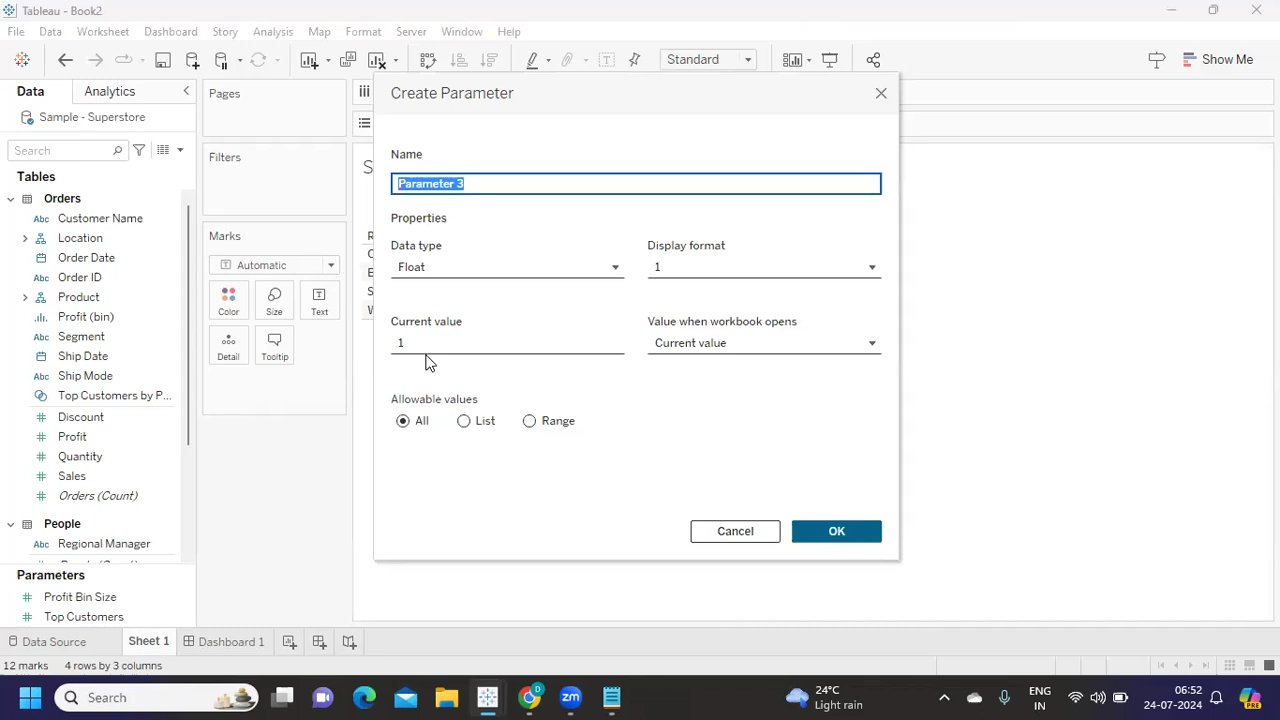 Tableau - Book2
File Data Worksheet Dashboard Story Analysis Map Format Server Window Help
Standard
Show Me
Data Analytics
Sample - Superstore
Search
Tables
Orders
Abc Customer Name
Location
Order Date
Abc Order ID
Product
Profit (bin)
Abc Segment
Ship Date
Abc Ship Mode
Top Customers by P...
Discount
Profit
Quantity
Sales
Orders (Count)
People
Abc Regional Manager
Parameters
Profit Bin Size
Top Customers
Pages
Filters
Marks
Automatic
Color Size Text
Detail Tooltip
Create Parameter
Name
Parameter 3
Properties
Data type Display format
Float 1
Current value Value when workbook opens
1 Current value
Allowable values
All List Range
Cancel OK
Data Source Sheet 1 Dashboard 1
12 marks 4 rows by 3 columns
Search
24°C
Light rain
ENG
IN
06:52
24-07-2024
PRE